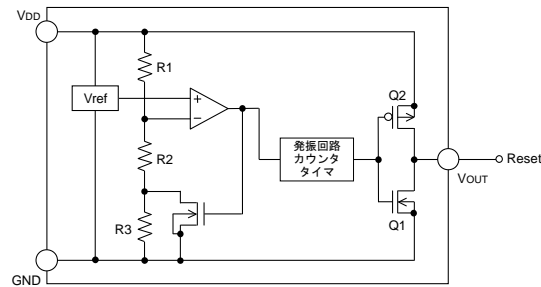 VDD
R1
Vref
+
−
R2
R3
発振回路
カウンタ
タイマ
Q2
Q1
VOUT
Reset
GND